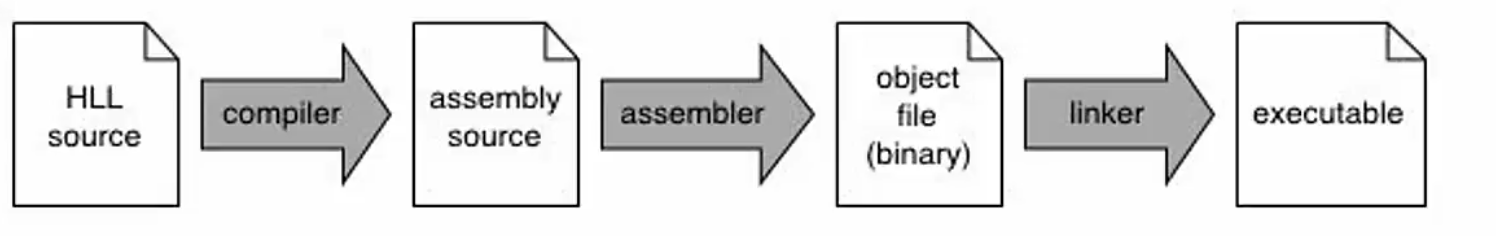 HLL
source
compiler
assembly
source
assembler
object
file
(binary)
linker
executable